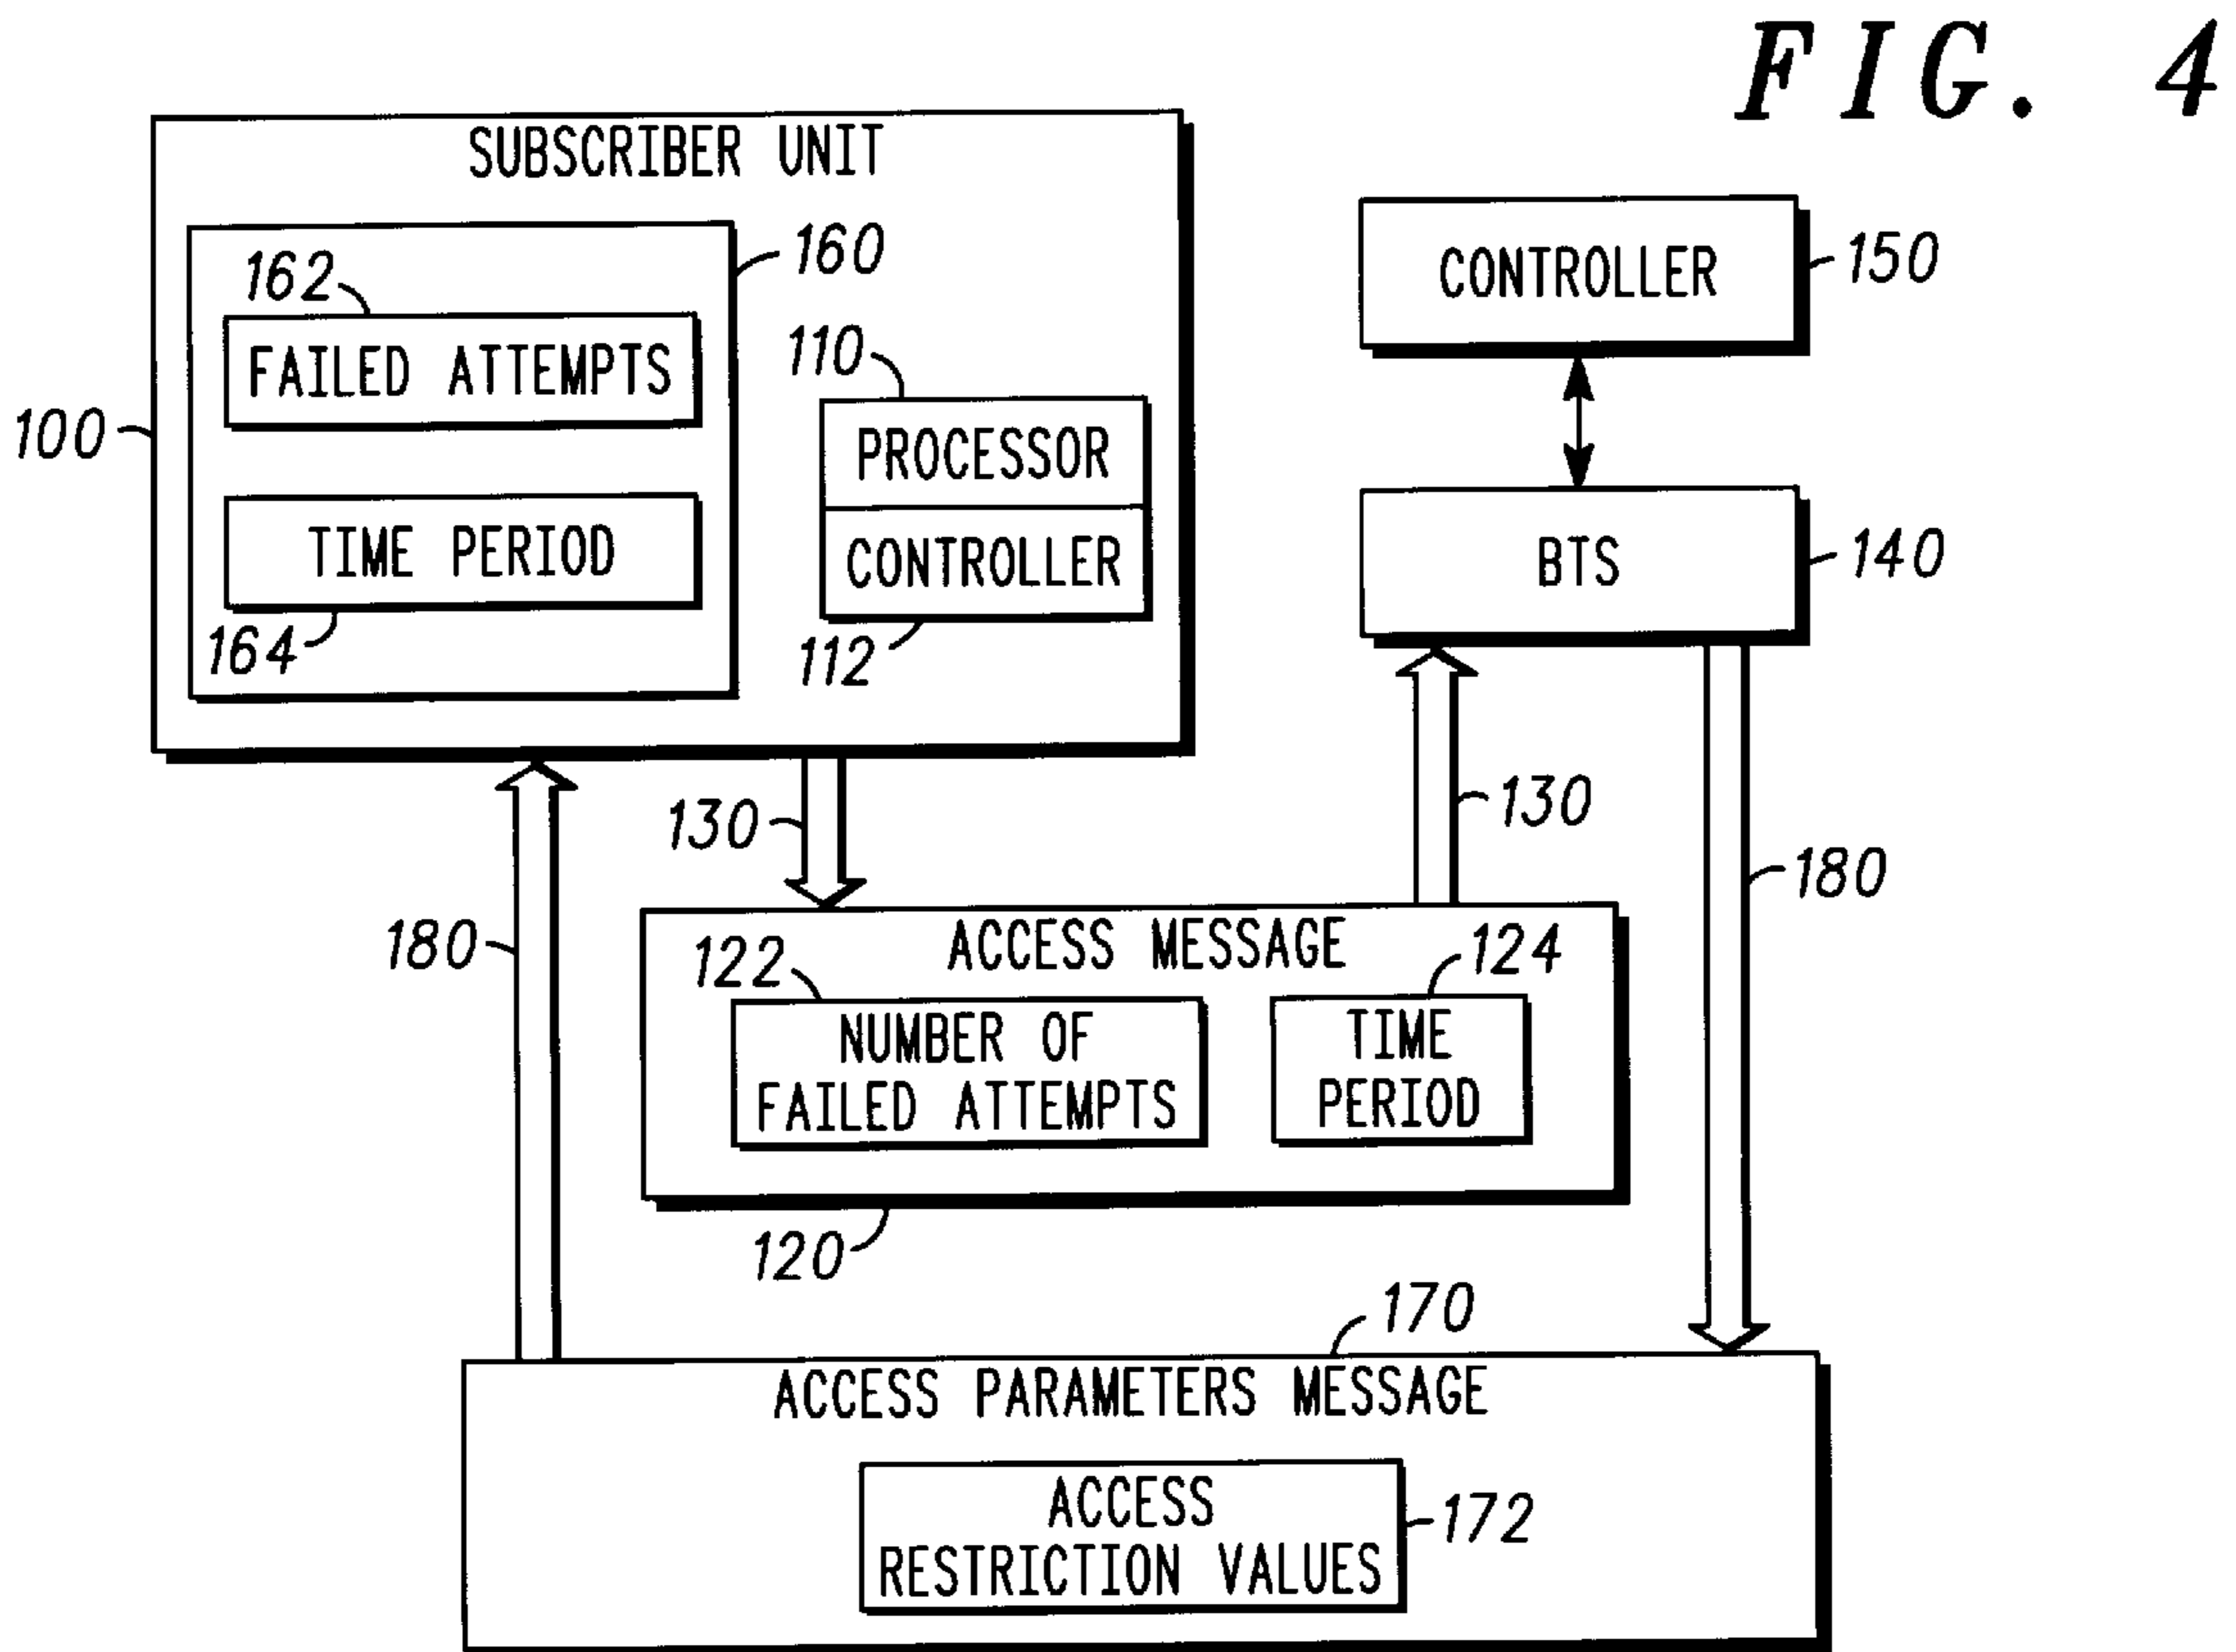 FIG. 4
SUBSCRIBER UNIT
160
162
FAILED ATTEMPTS
TIME PERIOD
164
100
110
PROCESSOR
CONTROLLER
112
CONTROLLER
150
BTS
140
130
130
180
180
ACCESS MESSAGE
122
124
NUMBER OF
FAILED ATTEMPTS
TIME
PERIOD
120
170
ACCESS PARAMETERS MESSAGE
ACCESS
RESTRICTION VALUES
172